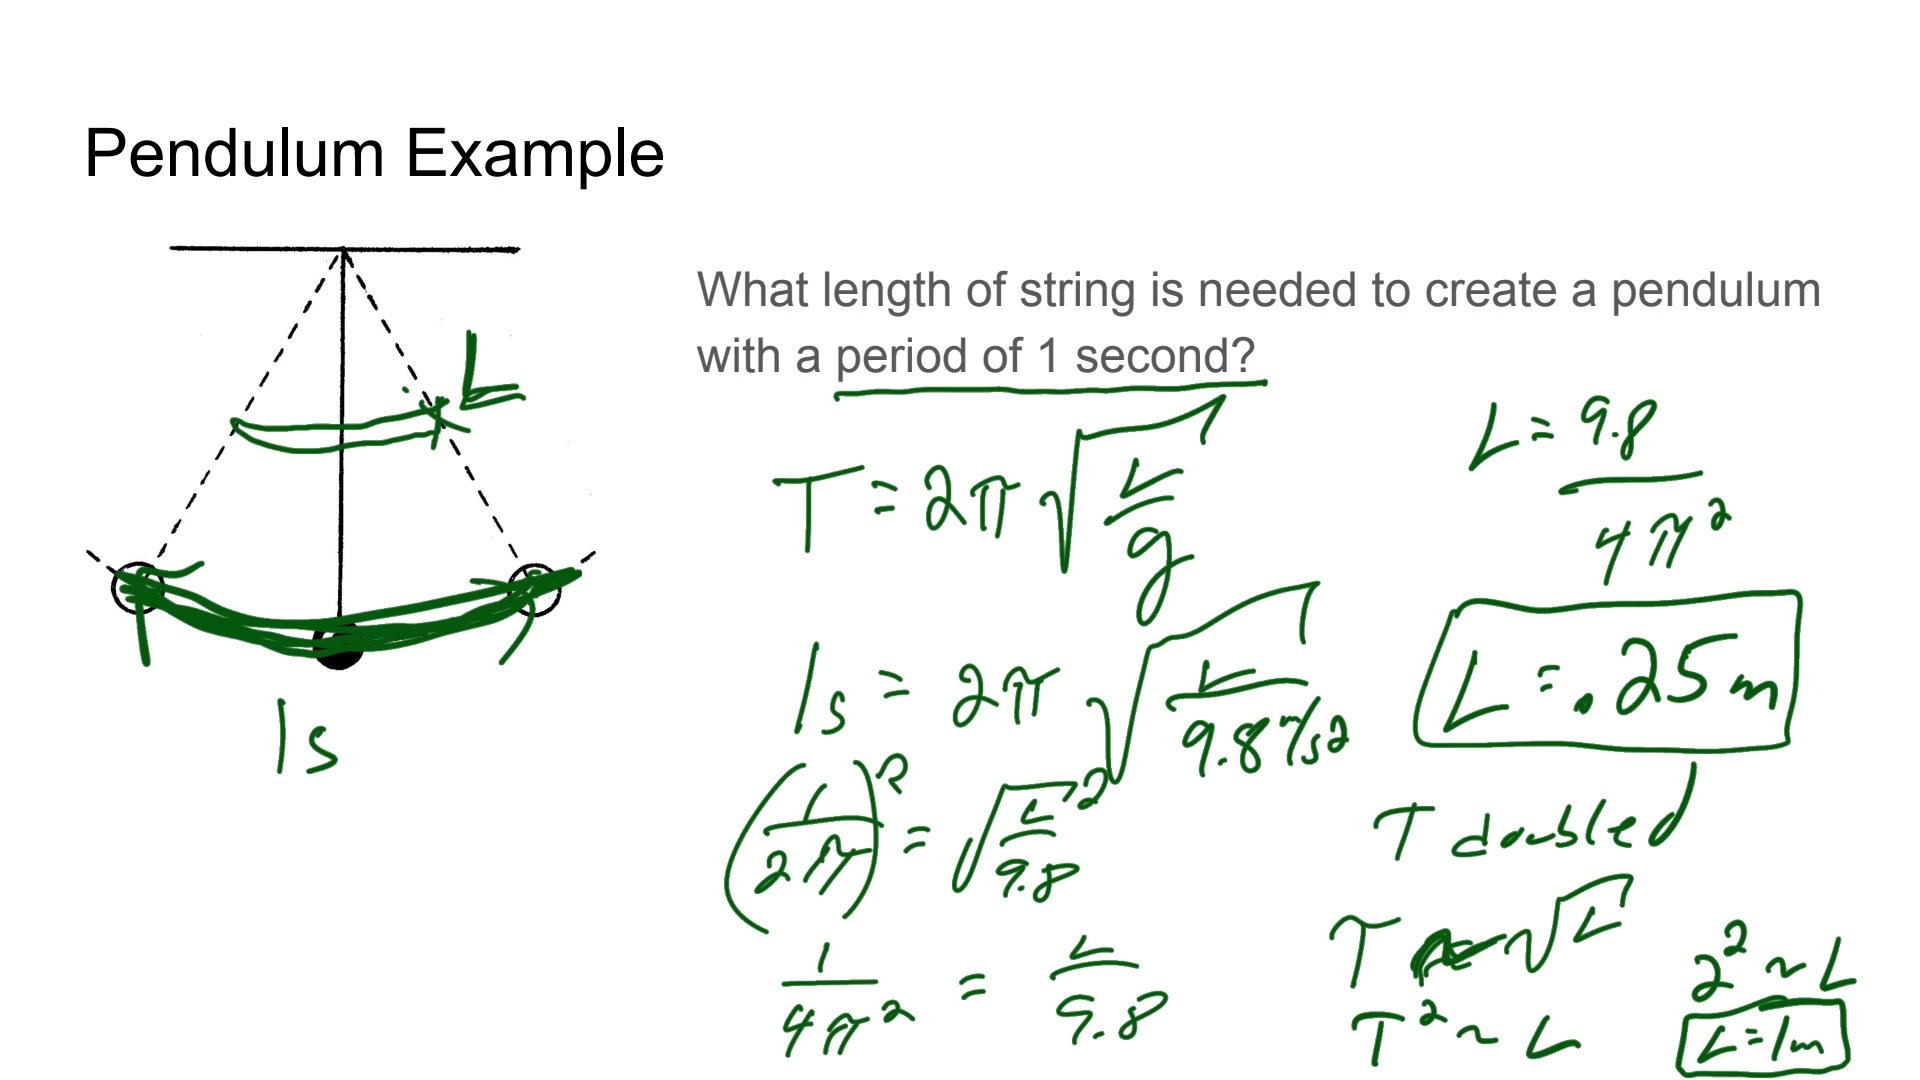 Pendulum Example
What length of string is needed to create a pendulum
with a period of 1 second?
L
1s
T = 2π √(L/g)
1s = 2π √(L/9.8 m/s2)
(1/2π)² = √(L/9.8)²
1/4π² = L/9.8
L = 9.8/4π²
L = .25m
T doubled
T ~ √L
T² ~ L
2² ~ L
L = 1m